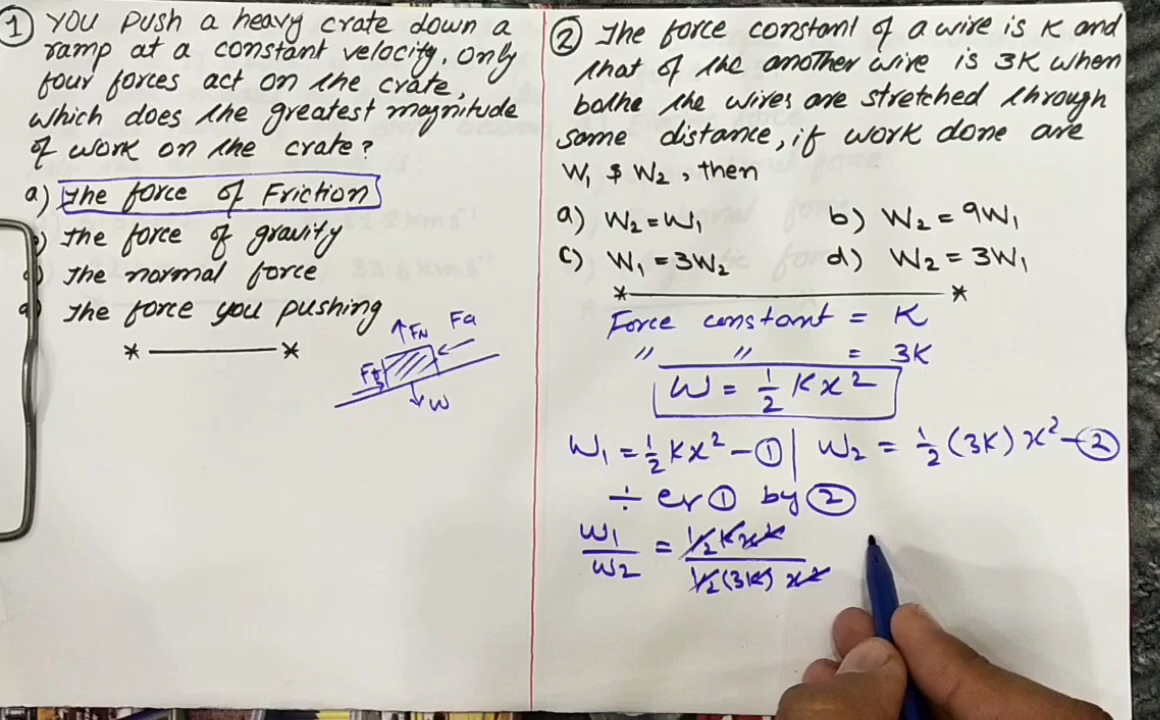 ① You push a heavy crate down a
ramp at a constant velocity. Only
four forces act on the crate.
which does the greatest magnitude
of work on the crate?
a) The force of Friction
) The force of gravity
) The normal force
The force you pushing
* ———— *
FN
Fa
W
② The force constant of a wire is K and
that of the another wire is 3K when
bothe the wires are stretched through
same distance, if work done are
W₁ $ W₂, then
a) W₂ = W₁ b) W₂ = 9W₁
c) W₁ = 3W₂ d) W₂ = 3W₁
* ———— *
Force constant = K
" " = 3K
W = 1/2 Kx²
W₁ = 1/2 Kx² – ① | W₂ = 1/2 (3K) x² – ②
÷ er ① by ②
W1/W2 = 1/2 Kx² / 1/2 (3K) x²